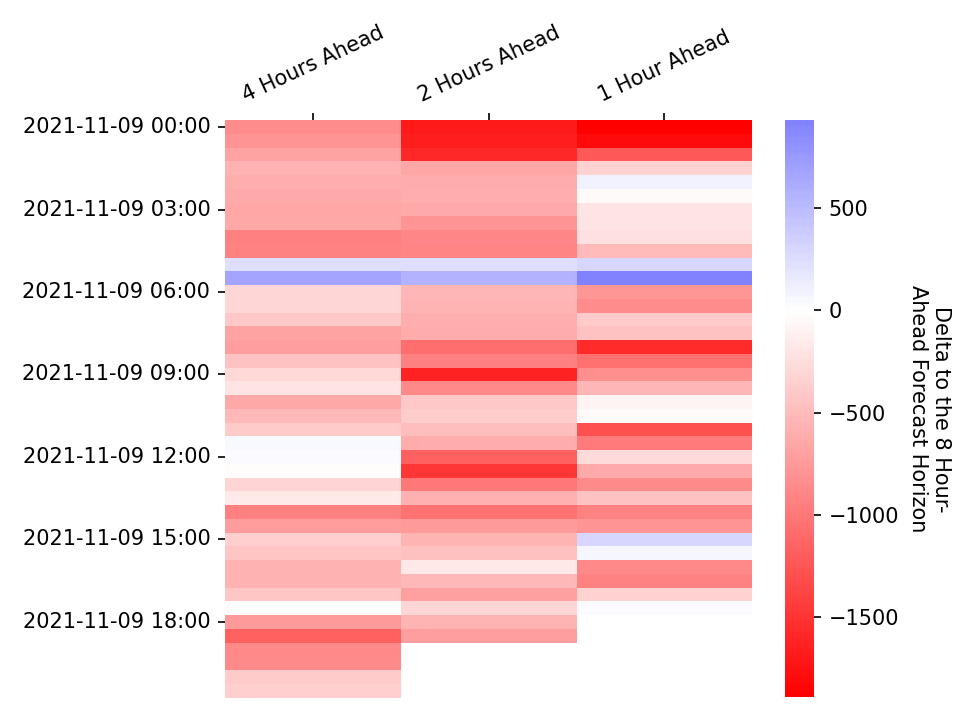 4 Hours Ahead
2 Hours Ahead
1 Hour Ahead
2021-11-09 00:00
2021-11-09 03:00
2021-11-09 06:00
2021-11-09 09:00
2021-11-09 12:00
2021-11-09 15:00
2021-11-09 18:00
500
0
−500
−1000
−1500
Delta to the 8 Hour-
Ahead Forecast Horizon